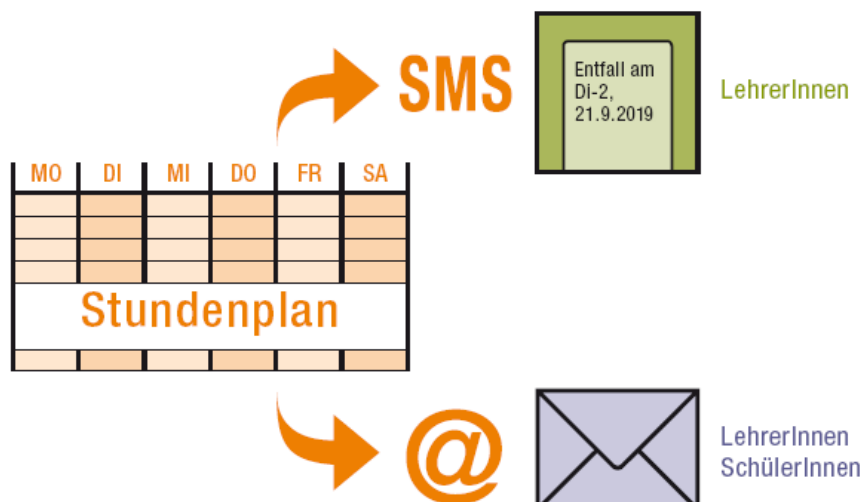 SMS
Entfall am
Di-2,
21.9.2019
LehrerInnen
MO DI MI DO FR SA
Stundenplan
@
LehrerInnen
SchülerInnen